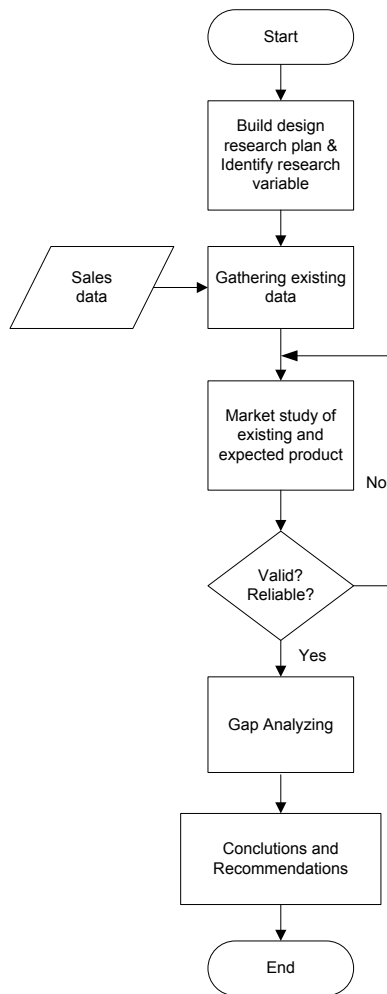 Start
Build design
research plan &
Identify research
variable
Sales
data
Gathering existing
data
Market study of
existing and
expected product
No
Valid?
Reliable?
Yes
Gap Analyzing
Conclutions and
Recommendations
End